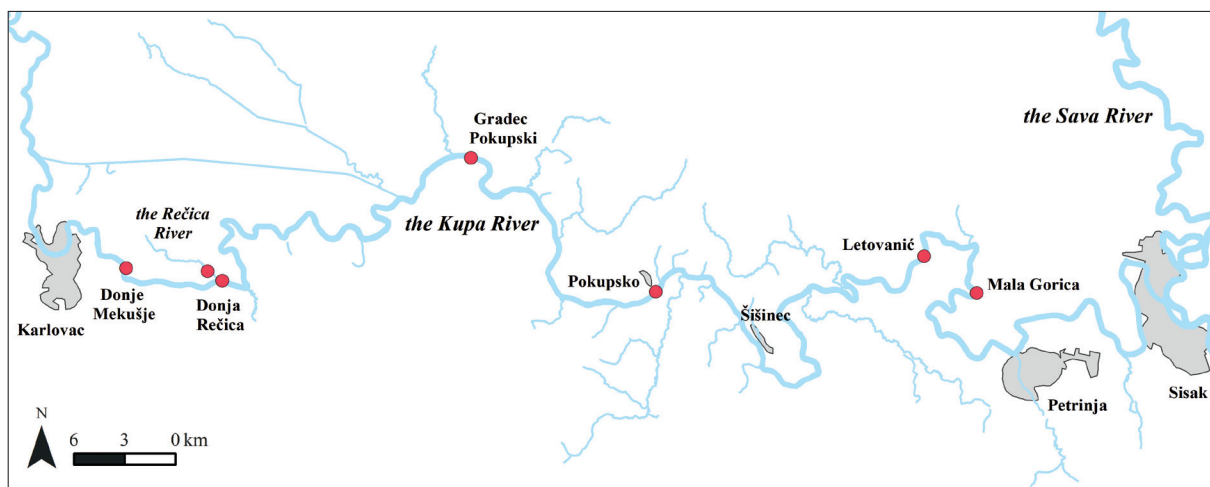 the Sava River
Gradec
Pokupski
the Rečica
River
the Kupa River
Letovanić
Donje
Mekušje
Donja
Rečica
Karlovac
Pokupsko
Šišinec
Mala Gorica
Petrinja
Sisak
N
6 3 0 km